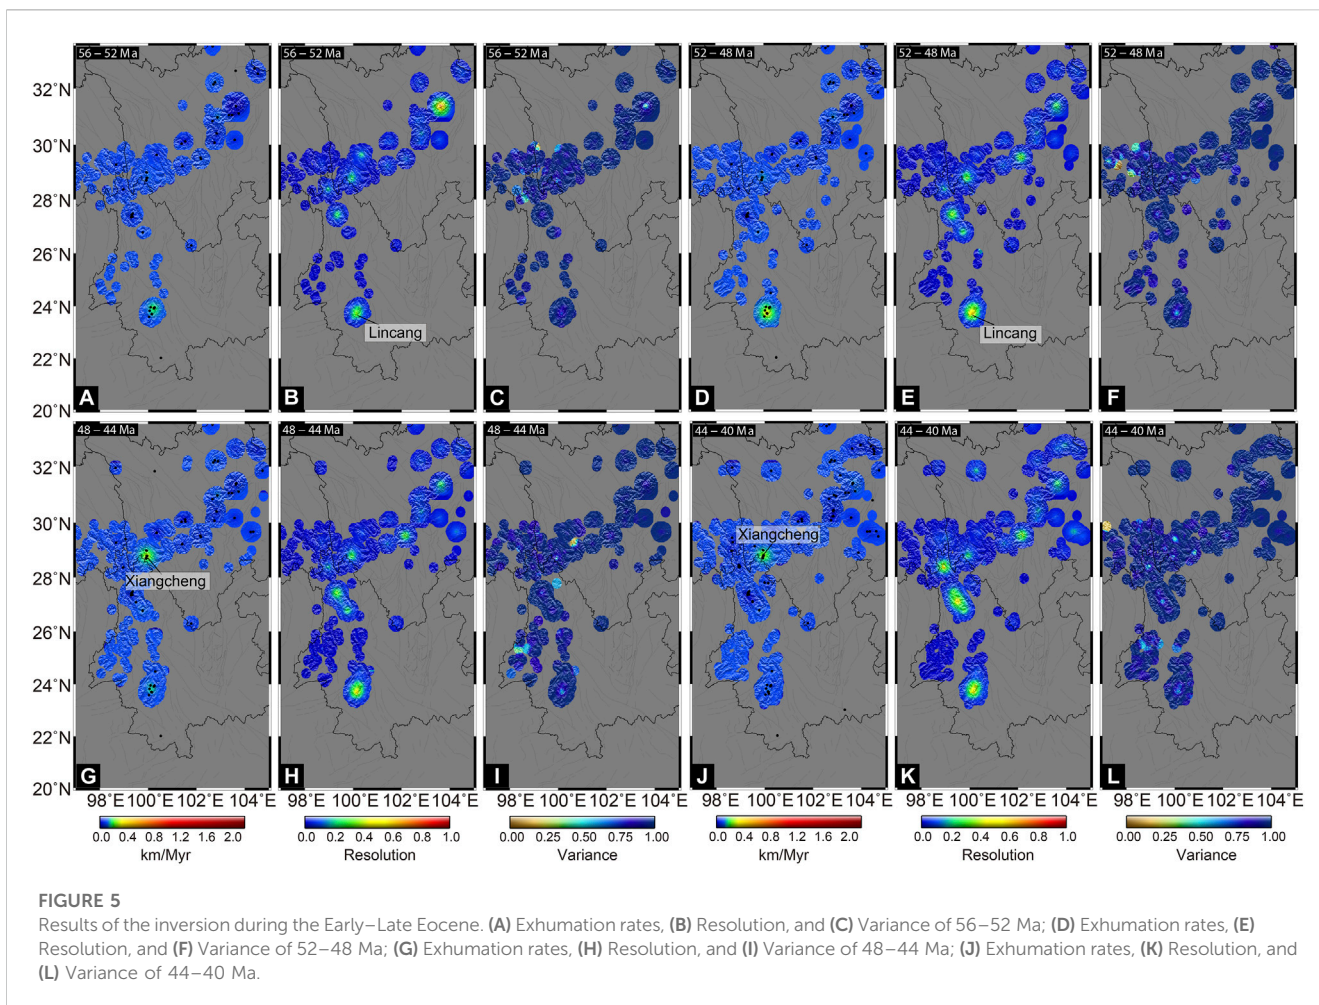 56–52 Ma 56–52 Ma 56–52 Ma 52–48 Ma 52–48 Ma 52–48 Ma
32°N
30°N
28°N
26°N
24°N
22°N
20°N
Lincang Lincang
A B C D E F
48–44 Ma 48–44 Ma 48–44 Ma 44–40 Ma 44–40 Ma 44–40 Ma
32°N
30°N
Xiangcheng
28°N
Xiangcheng
26°N
24°N
22°N
20°N
G H I J K L
98°E 100°E 102°E 104°E 98°E 100°E 102°E 104°E 98°E 100°E 102°E 104°E 98°E 100°E 102°E 104°E 98°E 100°E 102°E 104°E 98°E 100°E 102°E 104°E
0.0 0.4 0.8 1.2 1.6 2.0 0.0 0.2 0.4 0.6 0.8 1.0 0.00 0.25 0.50 0.75 1.00 0.0 0.4 0.8 1.2 1.6 2.0 0.0 0.2 0.4 0.6 0.8 1.0 0.00 0.25 0.50 0.75 1.00
km/Myr Resolution Variance km/Myr Resolution Variance
FIGURE 5
Results of the inversion during the Early–Late Eocene. (A) Exhumation rates, (B) Resolution, and (C) Variance of 56–52 Ma; (D) Exhumation rates, (E)
Resolution, and (F) Variance of 52–48 Ma; (G) Exhumation rates, (H) Resolution, and (I) Variance of 48–44 Ma; (J) Exhumation rates, (K) Resolution, and
(L) Variance of 44–40 Ma.